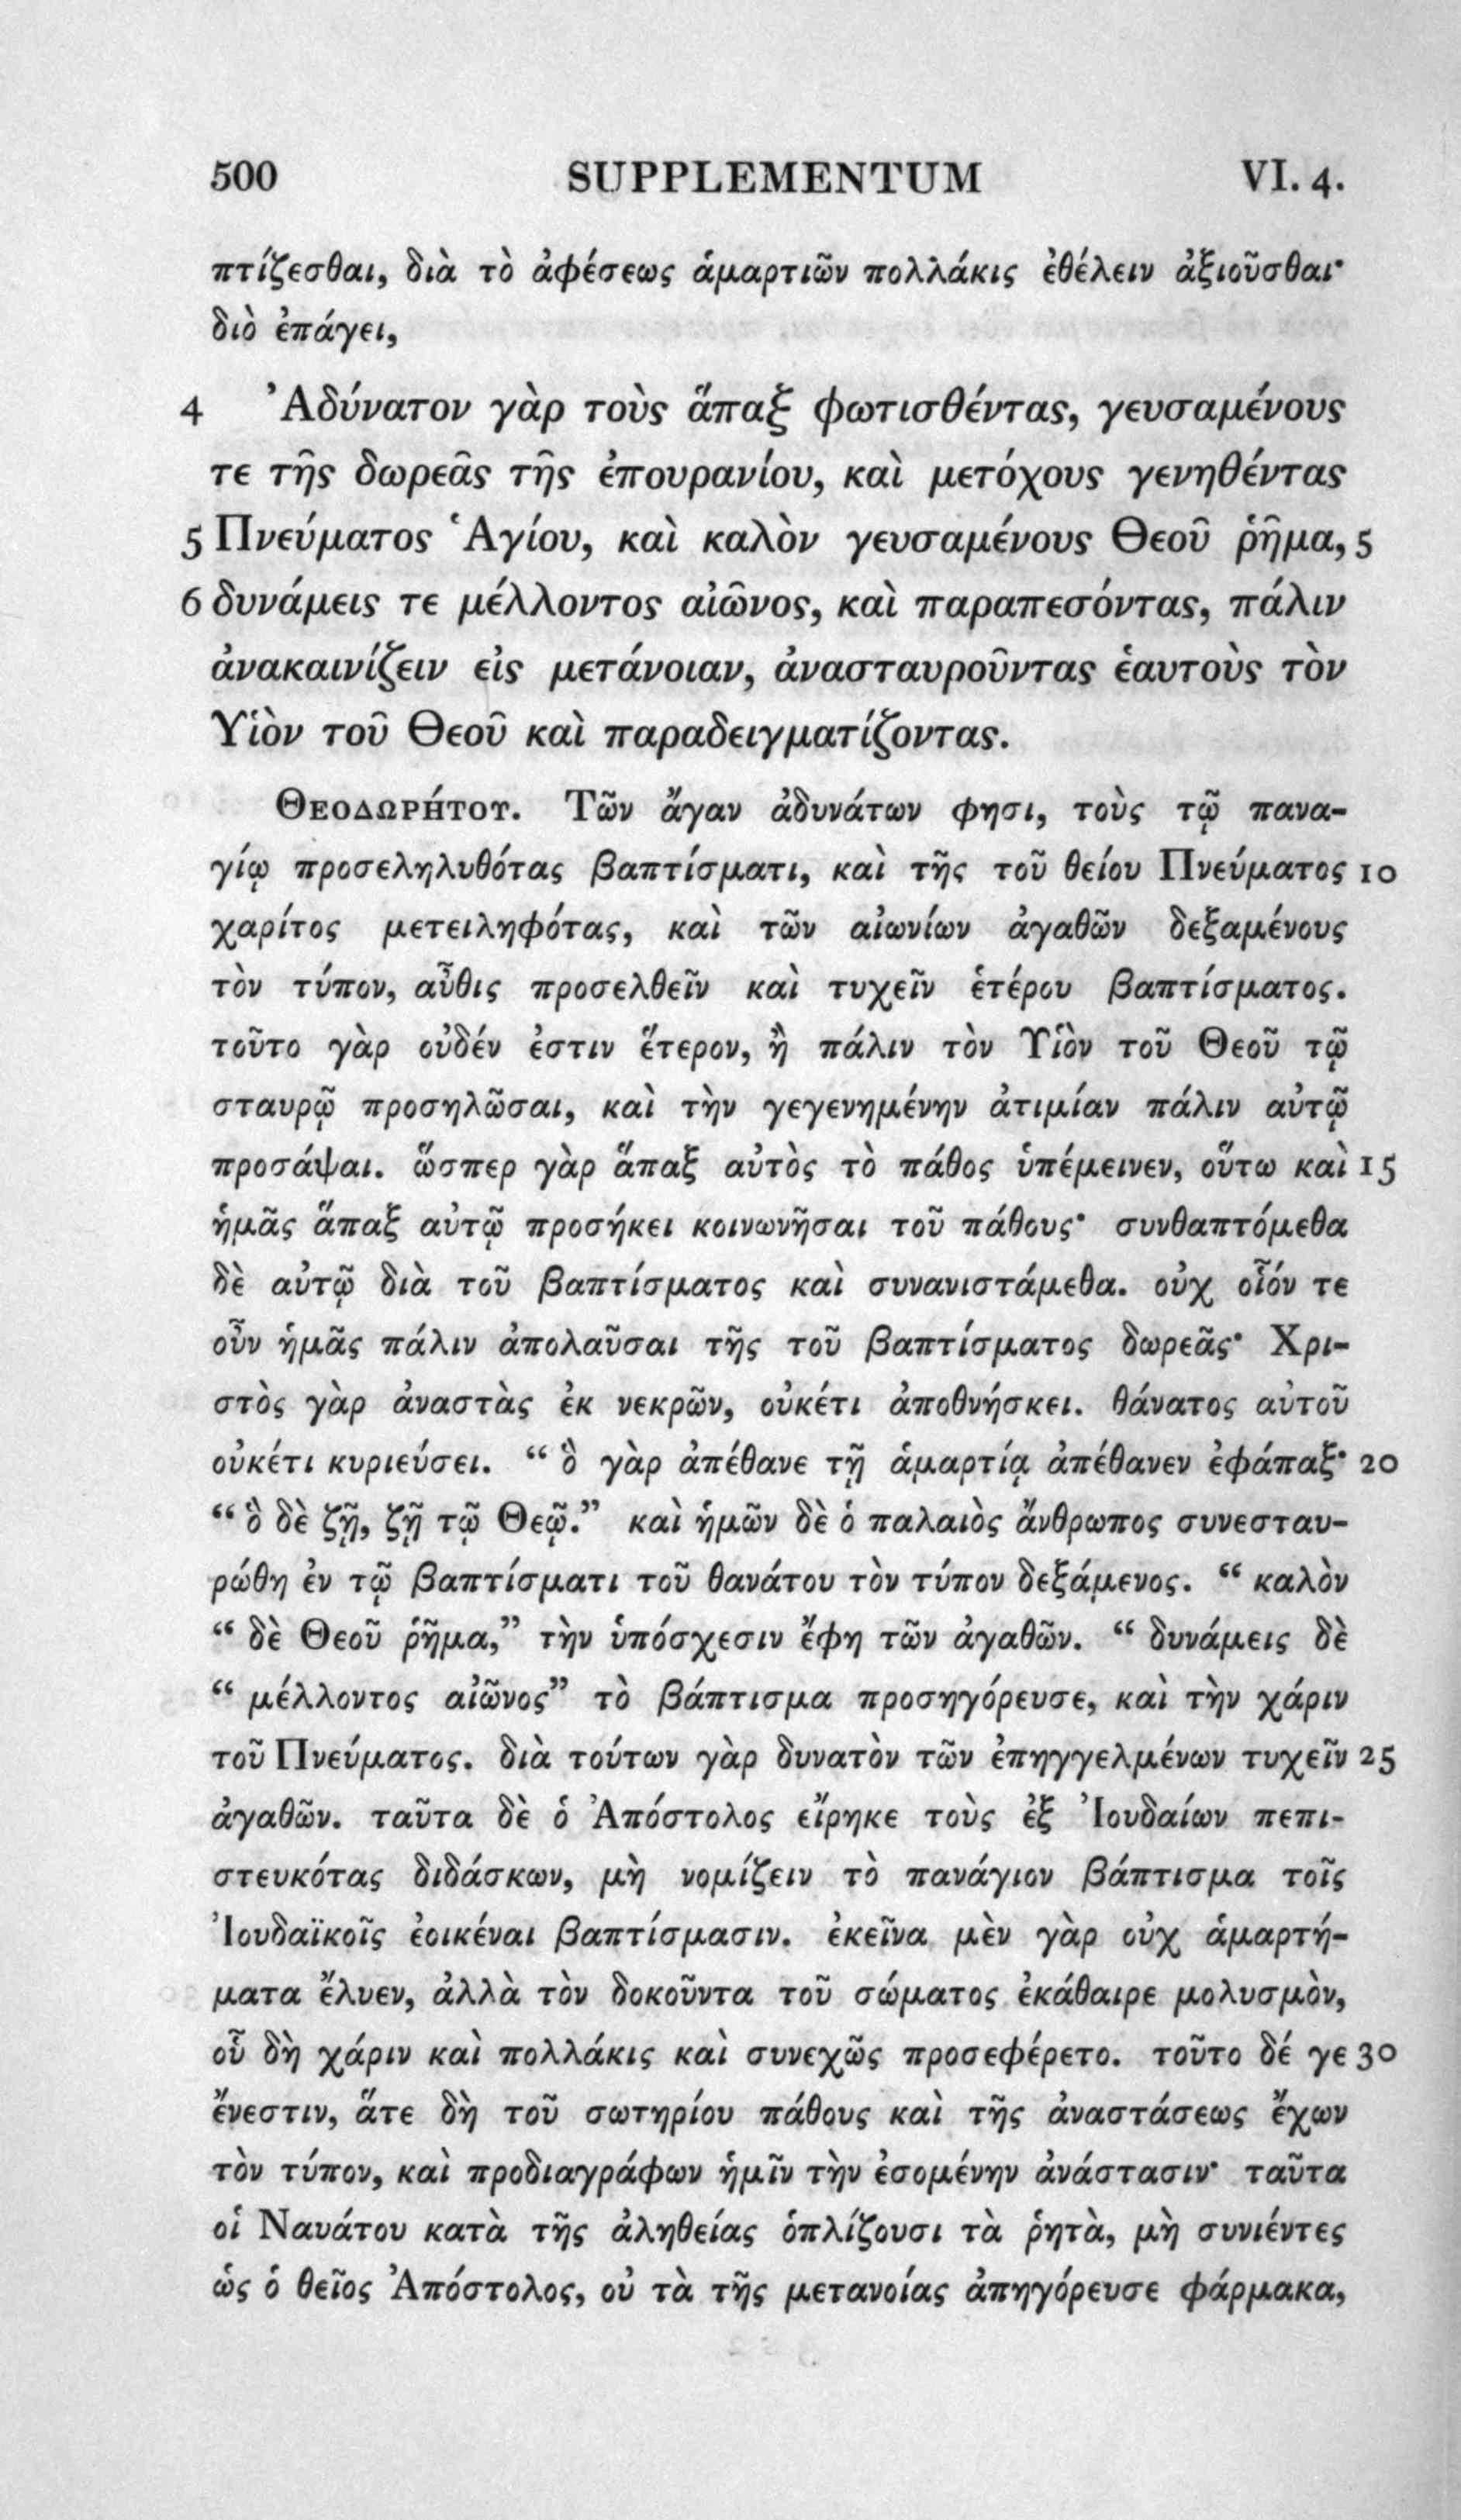 500 SUPPLEMENTUM VI. 4.
πτίζεσθαι, διὰ τὸ ἀφέσεως ἁμαρτιῶν πολλάκις ἐθέλειν ἀξιοῦσθαι·
διὸ ἐπάγει,
4 Ἀδύνατον γὰρ τοὺς ἅπαξ φωτισθέντας, γευσαμένους
τε τῆς δωρεᾶς τῆς ἐπουρανίου, καὶ μετόχους γενηθέντας
5 Πνεύματος Ἁγίου, καὶ καλὸν γευσαμένους Θεοῦ ῥῆμα, 5
6 δυνάμεις τε μέλλοντος αἰῶνος, καὶ παραπεσόντας, πάλιν
ἀνακαινίζειν εἰς μετάνοιαν, ἀνασταυροῦντας ἑαυτοὺς τὸν
Υἱὸν τοῦ Θεοῦ καὶ παραδειγματίζοντας.
ΘΕΟΔΩΡΉΤΟΥ. Τῶν ἄγαν ἀδυνάτων φησι, τοὺς τῷ πανα-
γίῳ προσεληλυθότας βαπτίσματι, καὶ τῆς τοῦ θείου Πνεύματος 10
χαρίτος μετειληφότας, καὶ τῶν αἰωνίων ἀγαθῶν δεξαμένους
τὸν τύπον, αὖθις προσελθεῖν καὶ τυχεῖν ἑτέρου βαπτίσματος.
τοῦτο γὰρ οὐδέν ἐστιν ἕτερον, ἢ πάλιν τὸν Υἱὸν τοῦ Θεοῦ τῷ
σταυρῷ προσηλῶσαι, καὶ τὴν γεγενημένην ἀτιμίαν πάλιν αὐτῷ
προσάψαι. ὥσπερ γὰρ ἅπαξ αὐτὸς τὸ πάθος ὑπέμεινεν, οὕτω καὶ 15
ἡμᾶς ἅπαξ αὐτῷ προσήκει κοινωνῆσαι τοῦ πάθους· συνθαπτόμεθα
δὲ αὐτῷ διὰ τοῦ βαπτίσματος καὶ συνανιστάμεθα. οὐχ οἷόν τε
οὖν ἡμᾶς πάλιν ἀπολαῦσαι τῆς τοῦ βαπτίσματος δωρεᾶς· Χρι-
στὸς γὰρ ἀναστὰς ἐκ νεκρῶν, οὐκέτι ἀποθνήσκει. θάνατος αὐτοῦ
οὐκέτι κυριεύσει. “ ὃ γὰρ ἀπέθανε τῇ ἁμαρτίᾳ ἀπέθανεν ἐφάπαξ· 20
“ ὃ δὲ ζῇ, ζῇ τῷ Θεῷ.” καὶ ἡμῶν δὲ ὁ παλαιὸς ἄνθρωπος συνεσταυ-
ρώθη ἐν τῷ βαπτίσματι τοῦ θανάτου τὸν τύπον δεξάμενος. “ καλὸν
“ δὲ Θεοῦ ῥῆμα,” τὴν ὑπόσχεσιν ἔφη τῶν ἀγαθῶν. “ δυνάμεις δὲ
“ μέλλοντος αἰῶνος” τὸ βάπτισμα προσηγόρευσε, καὶ τὴν χάριν
τοῦ Πνεύματος. διὰ τούτων γὰρ δυνατὸν τῶν ἐπηγγελμένων τυχεῖν 25
ἀγαθῶν. ταῦτα δὲ ὁ Ἀπόστολος εἴρηκε τοὺς ἐξ Ἰουδαίων πεπι-
στευκότας διδάσκων, μὴ νομίζειν τὸ πανάγιον βάπτισμα τοῖς
Ἰουδαϊκοῖς ἐοικέναι βαπτίσμασιν. ἐκεῖνα μὲν γὰρ οὐχ ἁμαρτή-
ματα ἔλυεν, ἀλλὰ τὸν δοκοῦντα τοῦ σώματος ἐκάθαιρε μολυσμὸν,
οὗ δὴ χάριν καὶ πολλάκις καὶ συνεχῶς προσεφέρετο. τοῦτο δέ γε 30
ἔνεστιν, ἅτε δὴ τοῦ σωτηρίου πάθους καὶ τῆς ἀναστάσεως ἔχων
τὸν τύπον, καὶ προδιαγράφων ἡμῖν τὴν ἐσομένην ἀνάστασιν· ταῦτα
οἱ Ναυάτου κατὰ τῆς ἀληθείας ὁπλίζουσι τὰ ῥητὰ, μὴ συνιέντες
ὡς ὁ θεῖος Ἀπόστολος, οὐ τὰ τῆς μετανοίας ἀπηγόρευσε φάρμακα,